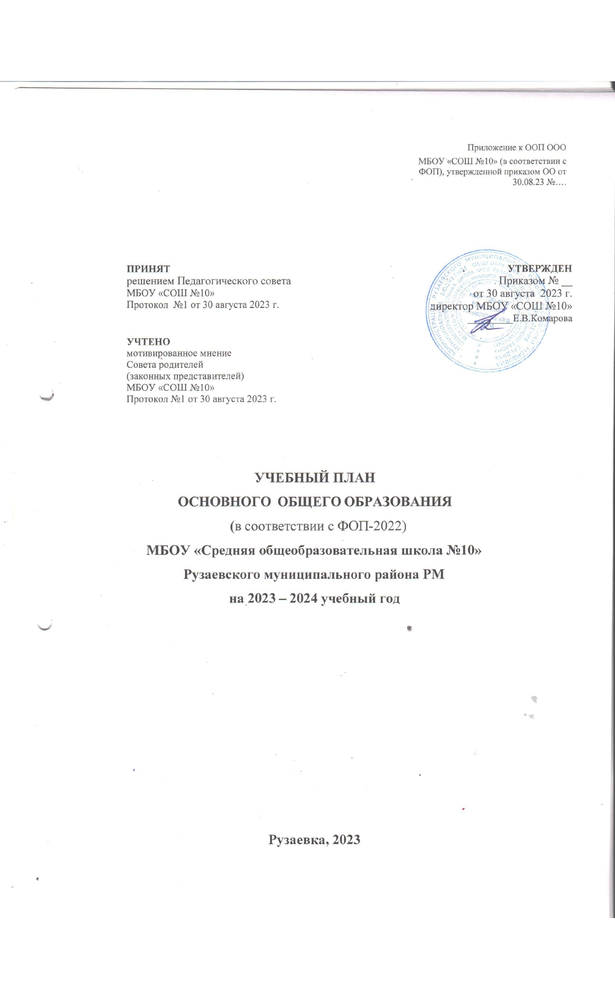 Приложение к ООП ООО
МБОУ «СОШ №10» (в соответствии с
ФОП), утвержденной приказом ОО от
30.08.23 №….
ПРИНЯТ
решением Педагогического совета
МБОУ «СОШ №10»
Протокол №1 от 30 августа 2023 г.
УЧТЕНО
мотивированное мнение
Совета родителей
(законных представителей)
МБОУ «СОШ №10»
Протокол №1 от 30 августа 2023 г.
УТВЕРЖДЕН
Приказом № __
от 30 августа 2023 г.
директор МБОУ «СОШ №10»
_________Е.В.Комарова
УЧЕБНЫЙ ПЛАН
ОСНОВНОГО ОБЩЕГО ОБРАЗОВАНИЯ
(в соответствии с ФОП-2022)
МБОУ «Средняя общеобразовательная школа №10»
Рузаевского муниципального района РМ
на 2023 – 2024 учебный год
Рузаевка, 2023